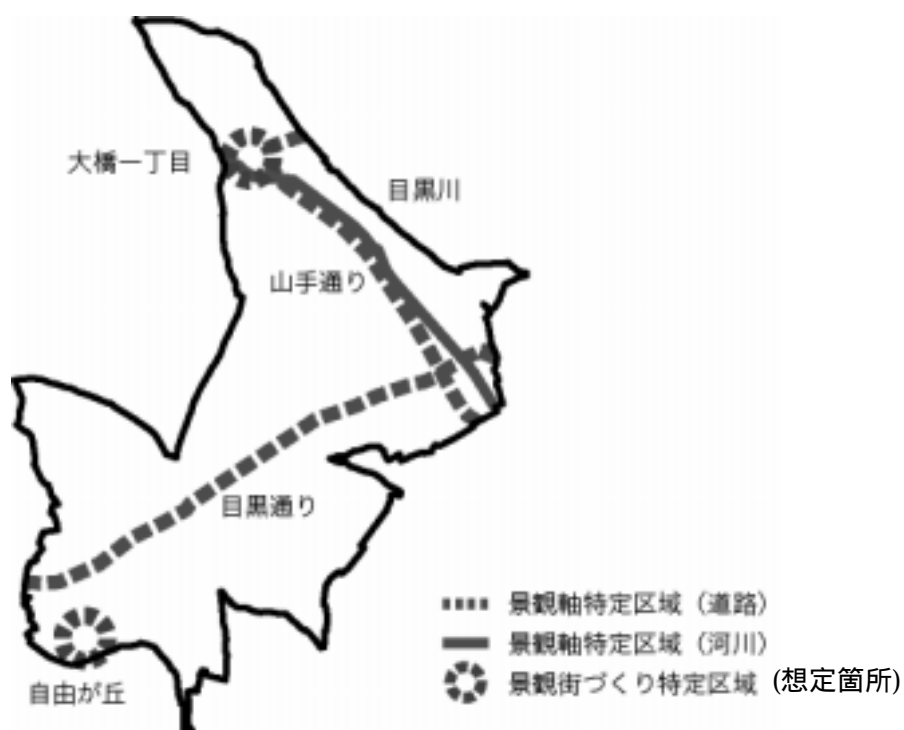 大橋一丁目
目黒川
山手通り
目黒通り
自由が丘
景観軸特定区域（道路）
景観軸特定区域（河川）
景観街づくり特定区域 (想定箇所)